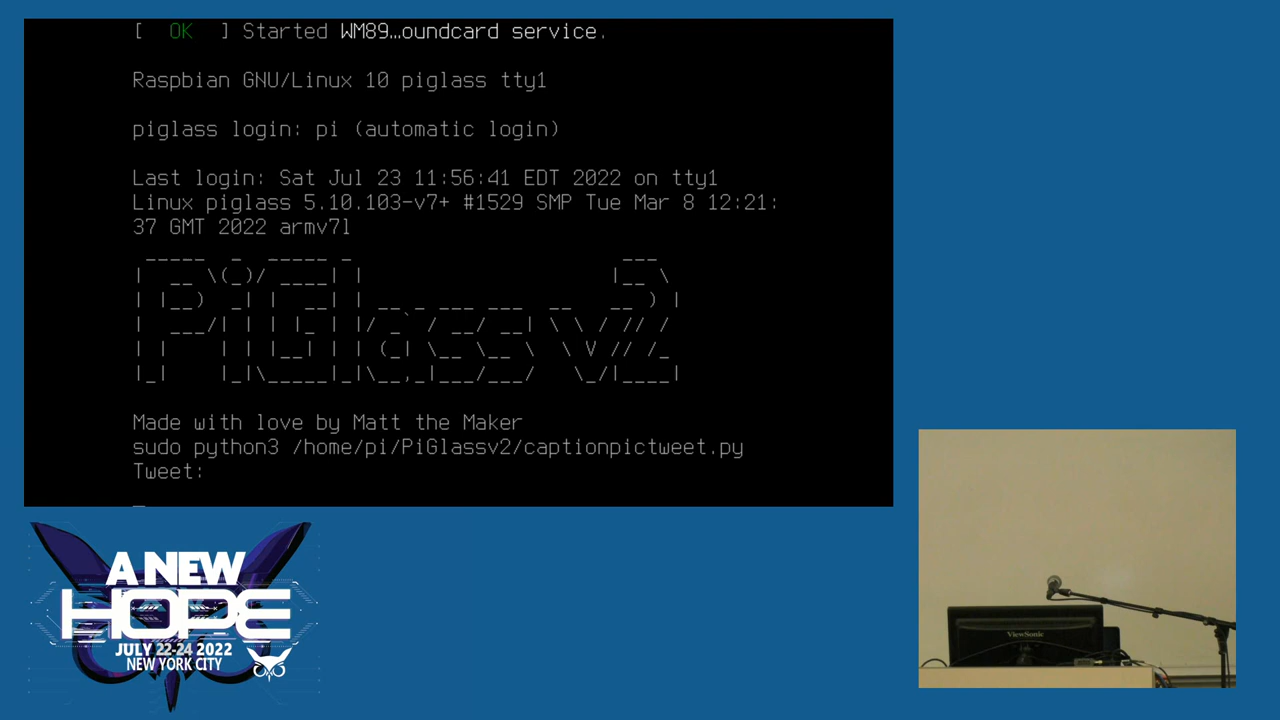 [  OK  ] Started WM89…oundcard service.
Raspbian GNU/Linux 10 piglass tty1
piglass login: pi (automatic login)
Last login: Sat Jul 23 11:56:41 EDT 2022 on tty1
Linux piglass 5.10.103-v7+ #1529 SMP Tue Mar 8 12:21:
37 GMT 2022 armv7l
PiGlass v2
Made with love by Matt the Maker
sudo python3 /home/pi/PiGlassv2/captionpictweet.py
Tweet:
A NEW
HOPE
JULY 22-24 2022
NEW YORK CITY
ViewSonic